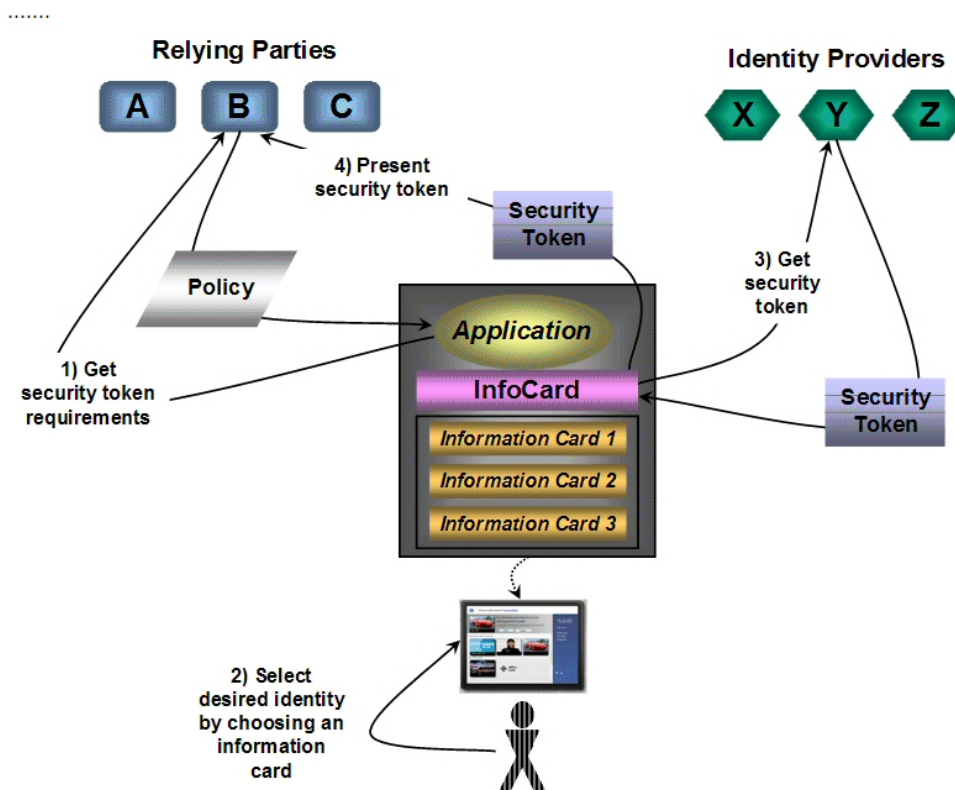 .......
Relying Parties
Identity Providers
A
B
C
X
Y
Z
4) Present
security token
Security
Token
Policy
3) Get
security
token
Application
1) Get
security token
requirements
InfoCard
Security
Token
Information Card 1
Information Card 2
Information Card 3
2) Select
desired identity
by choosing an
information
card